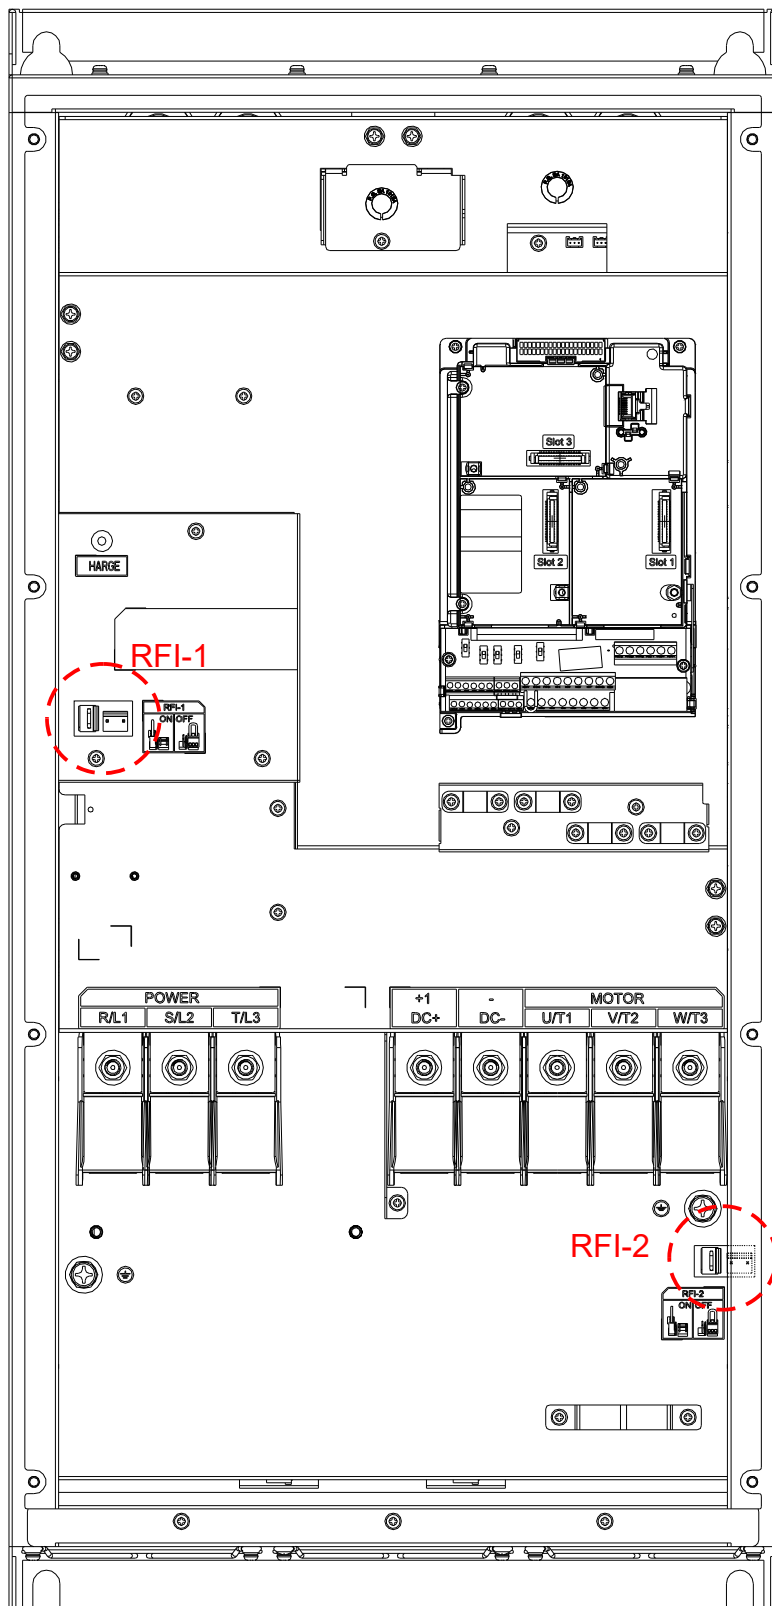 Slot 3
Slot 2
Slot 1
HARGE
RFI-1
RFI-1
ON OFF
POWER
R/L1 S/L2 T/L3
+1 - MOTOR
DC+ DC- U/T1 V/T2 W/T3
RFI-2
RFI-2
ON OFF